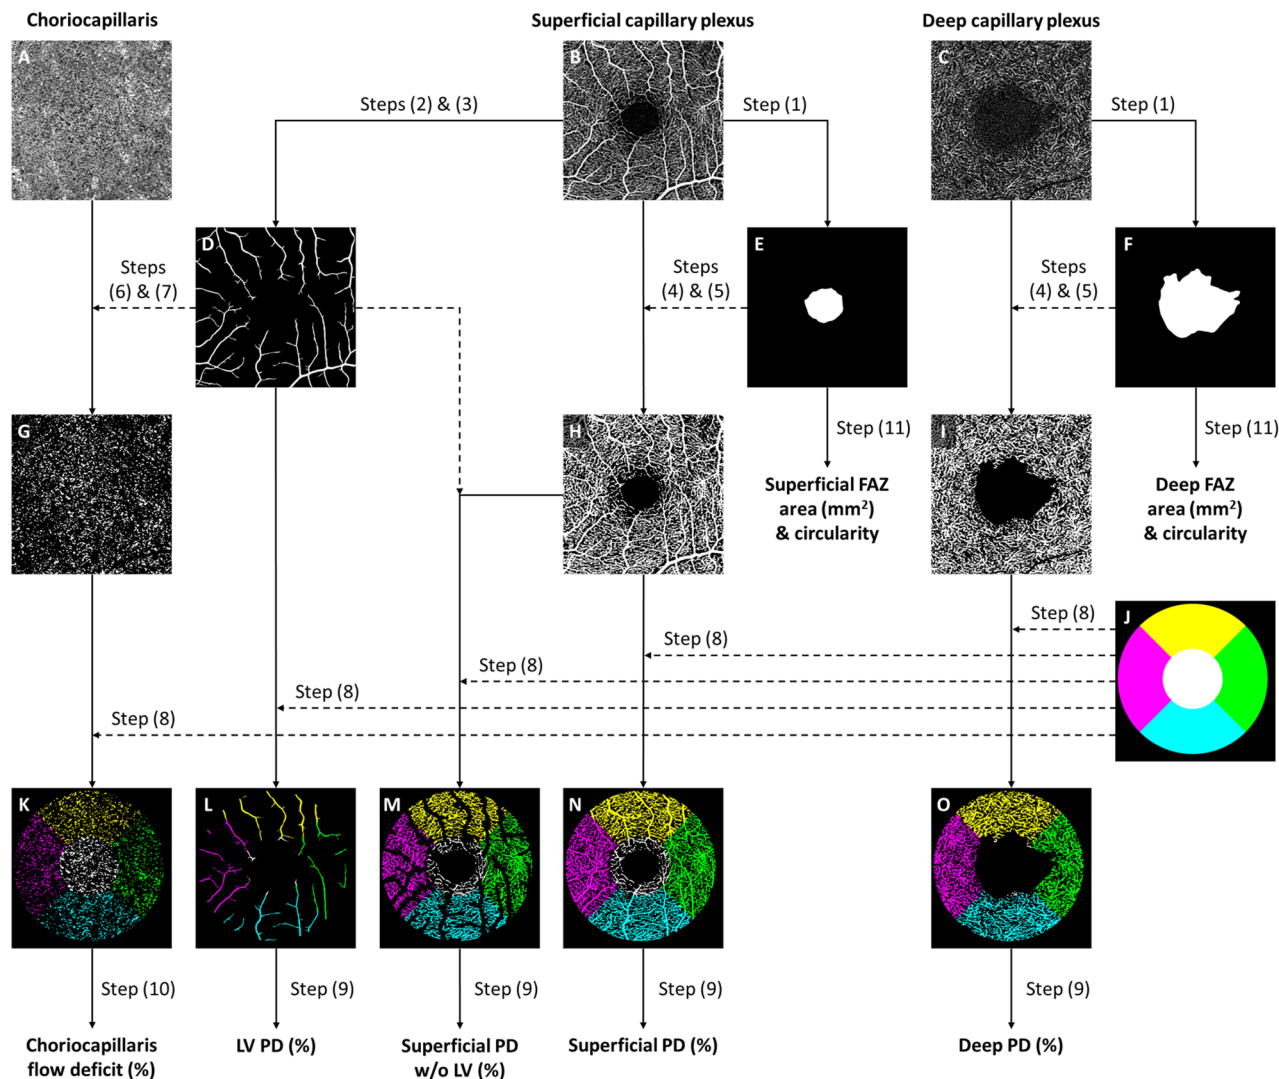 Choriocapillaris
Superficial capillary plexus
Deep capillary plexus
A
B
C
Steps (2) & (3)
Step (1)
Step (1)
D
E
F
Steps
(6) & (7)
Steps
(4) & (5)
Steps
(4) & (5)
G
H
I
Step (11)
Step (11)
Superficial FAZ
area (mm²)
& circularity
Deep FAZ
area (mm²)
& circularity
J
Step (8)
Step (8)
Step (8)
Step (8)
Step (8)
K
L
M
N
O
Step (10)
Step (9)
Step (9)
Step (9)
Step (9)
Choriocapillaris
flow deficit (%)
LV PD (%)
Superficial PD
w/o LV (%)
Superficial PD (%)
Deep PD (%)